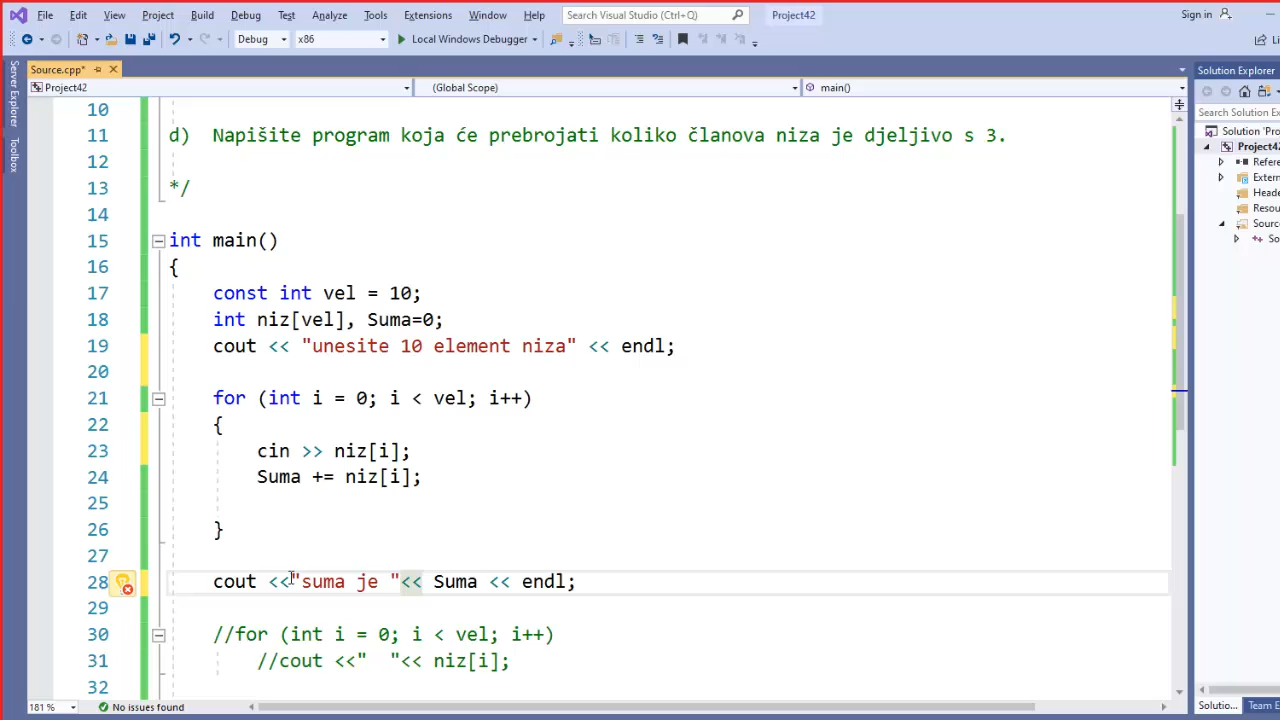 File Edit View Project Build Debug Test Analyze Tools Extensions Window Help Search Visual Studio (Ctrl+Q) Project42 Sign in
Debug x86 Local Windows Debugger Li
Server Explorer
Toolbox
Source.cpp*
Project42 (Global Scope) main()
10
11 d) Napišite program koja će prebrojati koliko članova niza je djeljivo s 3.
12
13 */
14
15 int main()
16 {
17 const int vel = 10;
18 int niz[vel], Suma=0;
19 cout << "unesite 10 element niza" << endl;
20
21 for (int i = 0; i < vel; i++)
22 {
23 cin >> niz[i];
24 Suma += niz[i];
25
26 }
27
28 cout <<"suma je "<< Suma << endl;
29
30 //for (int i = 0; i < vel; i++)
31 //cout <<"  "<< niz[i];
32
181 % No issues found
Solution Explorer
Search Solution Ex
Solution 'Pro
Project42
Refere
Extern
Heade
Resou
Sourc
So
Solutio... Team E